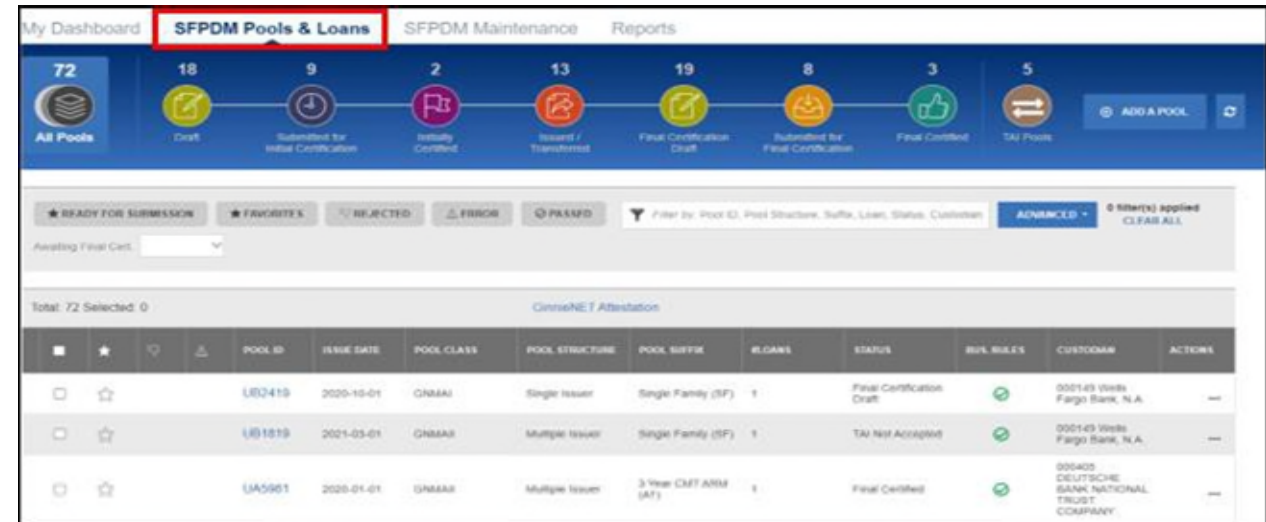 My Dashboard SFPDM Pools & Loans SFPDM Maintenance Reports
72 18 9 2 13 19 8 3 5
All Pools Draft Submitted for Initial Certification Initially Certified Issued / Transferred Final Certification Draft Submitted for Final Certification Final Certified TAI Pools ADD A POOL
READY FOR SUBMISSION FAVORITES REJECTED ERROR PASSED Filter by: Pool ID, Pool Structure, Suffix, Loan, Status, Custodian ADVANCED 0 filter(s) applied
CLEAR ALL
Awaiting Final Cert.
Total: 72 Selected: 0 GinnieNET Attestation
POOL ID ISSUE DATE POOL CLASS POOL STRUCTURE POOL SUFFIX #LOANS STATUS BUS. RULES CUSTODIAN ACTIONS
UB2419 2020-10-01 GNMAI Single Issuer Single Family (SF) 1 Final Certification Draft 000149 Wells Fargo Bank, N.A. ...
UB1819 2021-03-01 GNMAII Multiple Issuer Single Family (SF) 1 TAI Not Accepted 000149 Wells Fargo Bank, N.A. ...
UA5961 2020-01-01 GNMAII Multiple Issuer 3 Year CMT ARM (AT) 1 Final Certified 000405 DEUTSCHE BANK NATIONAL TRUST COMPANY ...